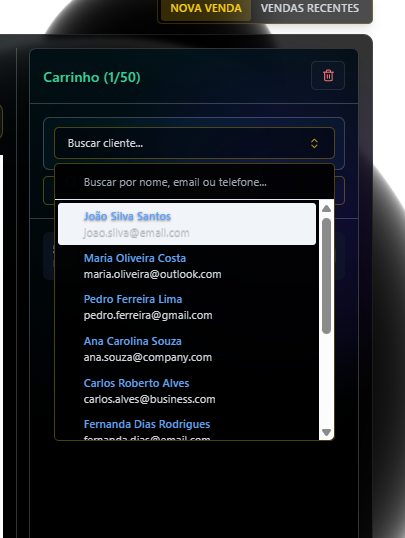 NOVA VENDA VENDAS RECENTES
Carrinho (1/50)
Buscar cliente...
Buscar por nome, email ou telefone...
João Silva Santos
joao.silva@email.com
Maria Oliveira Costa
maria.oliveira@outlook.com
Pedro Ferreira Lima
pedro.ferreira@gmail.com
Ana Carolina Souza
ana.souza@company.com
Carlos Roberto Alves
carlos.alves@business.com
Fernanda Dias Rodrigues
fernanda.dias@email.com